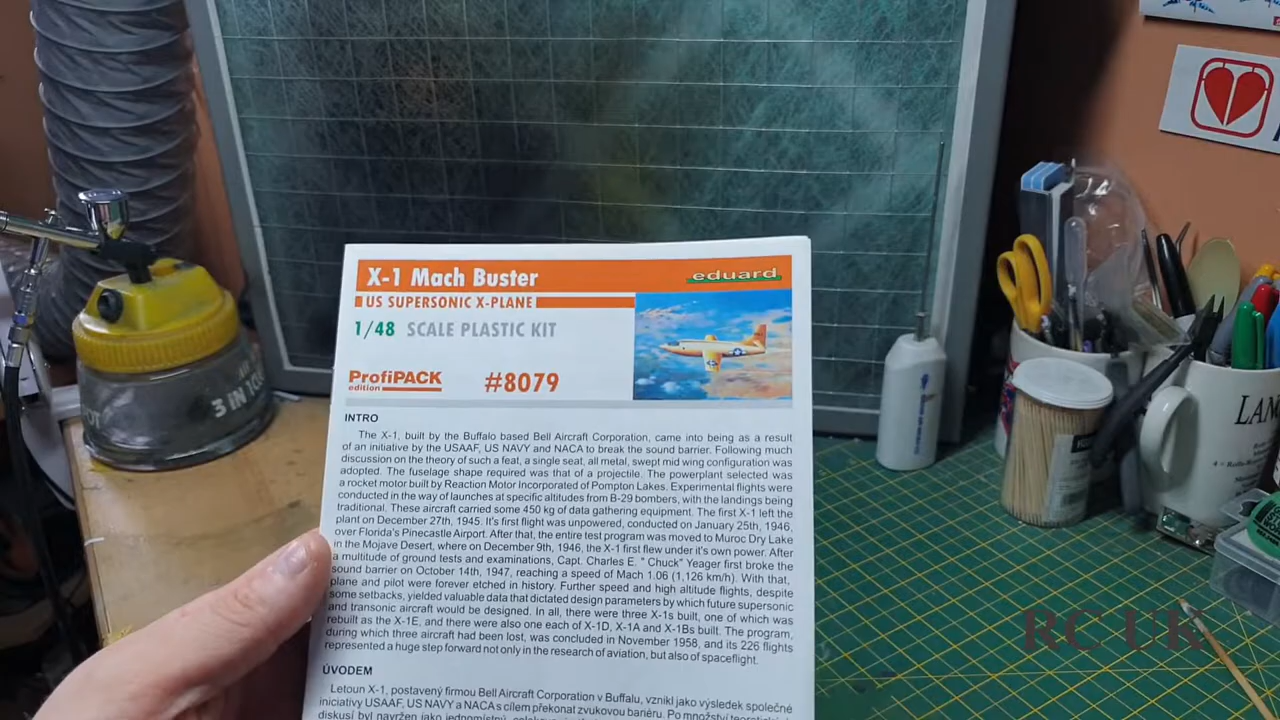 X-1 Mach Buster
eduard
US SUPERSONIC X-PLANE
1/48 SCALE PLASTIC KIT
ProfiPACK
edition
#8079
INTRO
The X-1, built by the Buffalo based Bell Aircraft Corporation, came into being as a result
of an initiative by the USAAF, US NAVY and NACA to break the sound barrier. Following much
discussion on the theory of such a feat, a single seat, all metal, swept mid wing configuration was
adopted. The fuselage shape required was that of a projectile. The powerplant selected was
a rocket motor built by Reaction Motor Incorporated of Pompton Lakes. Experimental flights were
conducted in the way of launches at specific altitudes from B-29 bombers, with the landings being
traditional. These aircraft carried some 450 kg of data gathering equipment. The first X-1 left the
plant on December 27th, 1945. It's first flight was unpowered, conducted on January 25th, 1946,
over Florida's Pinecastle Airport. After that, the entire test program was moved to Muroc Dry Lake
in the Mojave Desert, where on December 9th, 1946, the X-1 first flew under it's own power. After
a multitude of ground tests and examinations, Capt. Charles E. " Chuck" Yeager first broke the
sound barrier on October 14th, 1947, reaching a speed of Mach 1.06 (1,126 km/h). With that,
plane and pilot were forever etched in history. Further speed and high altitude flights, despite
some setbacks, yielded valuable data that dictated design parameters by which future supersonic
and transonic aircraft would be designed. In all, there were three X-1s built, one of which was
rebuilt as the X-1E, and there were also one each of X-1D, X-1A and X-1Bs built. The program,
during which three aircraft had been lost, was concluded in November 1958, and its 226 flights
represented a huge step forward not only in the research of aviation, but also of spaceflight.
ÚVODEM
Letoun X-1, postavený firmou Bell Aircraft Corporation v Buffalu, vznikl jako výsledek společné
iniciativy USAAF, US NAVY a NACA s cílem překonat zvukovou bariéru. Po množství
diskusí byl navržen jako jednomístný,
3 IN 1
LAN
RC UK